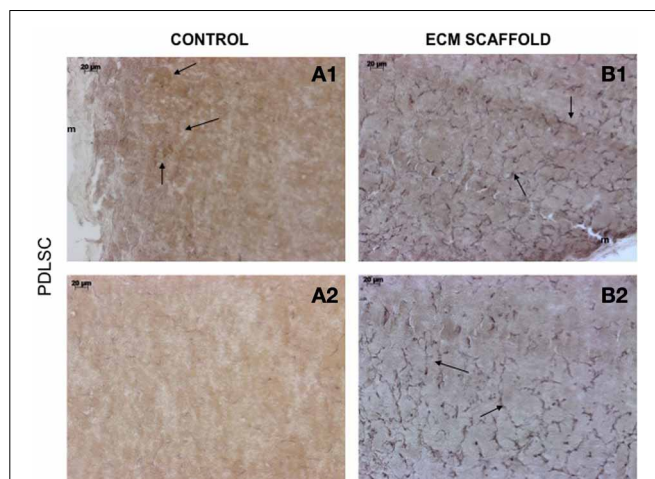 CONTROL ECM SCAFFOLD
20 µm A1 20 µm B1
m
m
PDLSC
20 µm A2 20 µm B2